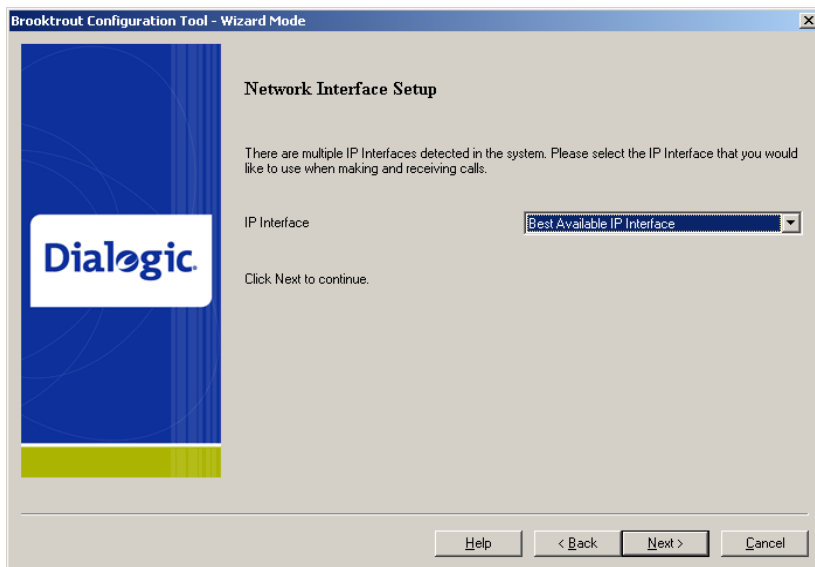 Brooktrout Configuration Tool - Wizard Mode
Network Interface Setup
There are multiple IP Interfaces detected in the system. Please select the IP Interface that you would
like to use when making and receiving calls.
IP Interface
Best Available IP Interface
Dialogic.
Click Next to continue.
Help
< Back
Next >
Cancel